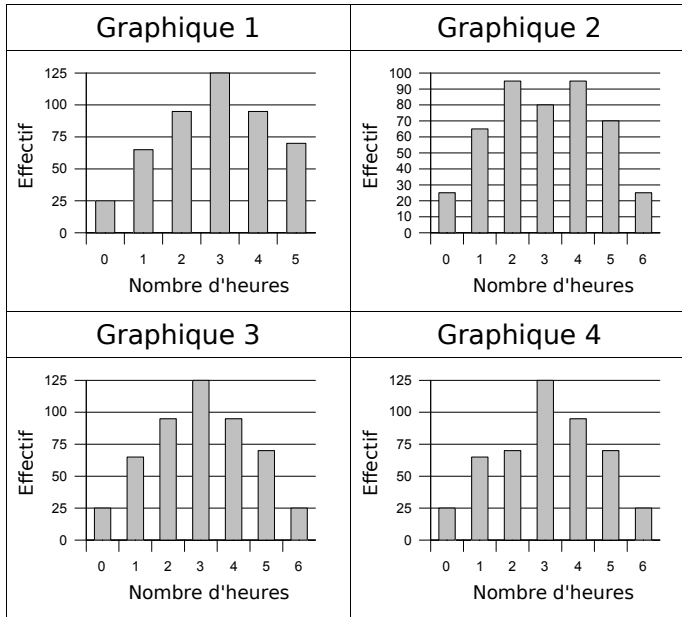 Graphique 1
Graphique 2
125
100
75
50
25
0
Effectif
0 1 2 3 4 5
Nombre d'heures
100
90
80
70
60
50
40
30
20
10
0
Effectif
0 1 2 3 4 5 6
Nombre d'heures
Graphique 3
Graphique 4
125
100
75
50
25
0
Effectif
0 1 2 3 4 5 6
Nombre d'heures
125
100
75
50
25
0
Effectif
0 1 2 3 4 5 6
Nombre d'heures